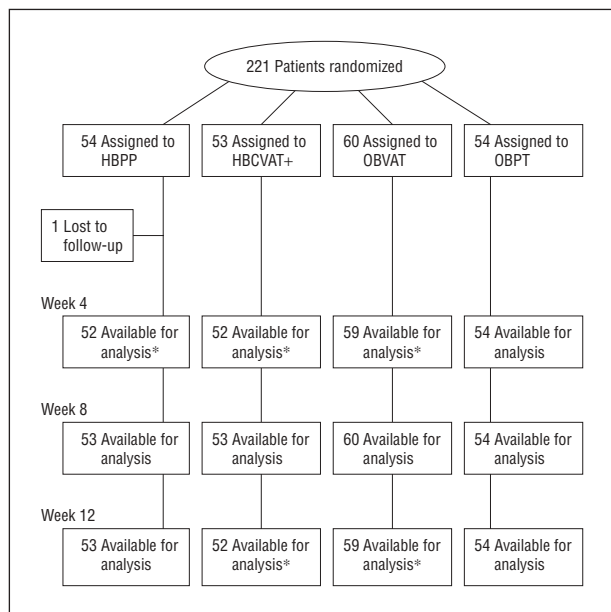 221 Patients randomized
54 Assigned to
HBPP
53 Assigned to
HBCVAT+
60 Assigned to
OBVAT
54 Assigned to
OBPT
1 Lost to
follow-up
Week 4
52 Available for
analysis*
52 Available for
analysis*
59 Available for
analysis*
54 Available for
analysis
Week 8
53 Available for
analysis
53 Available for
analysis
60 Available for
analysis
54 Available for
analysis
Week 12
53 Available for
analysis
52 Available for
analysis*
59 Available for
analysis*
54 Available for
analysis